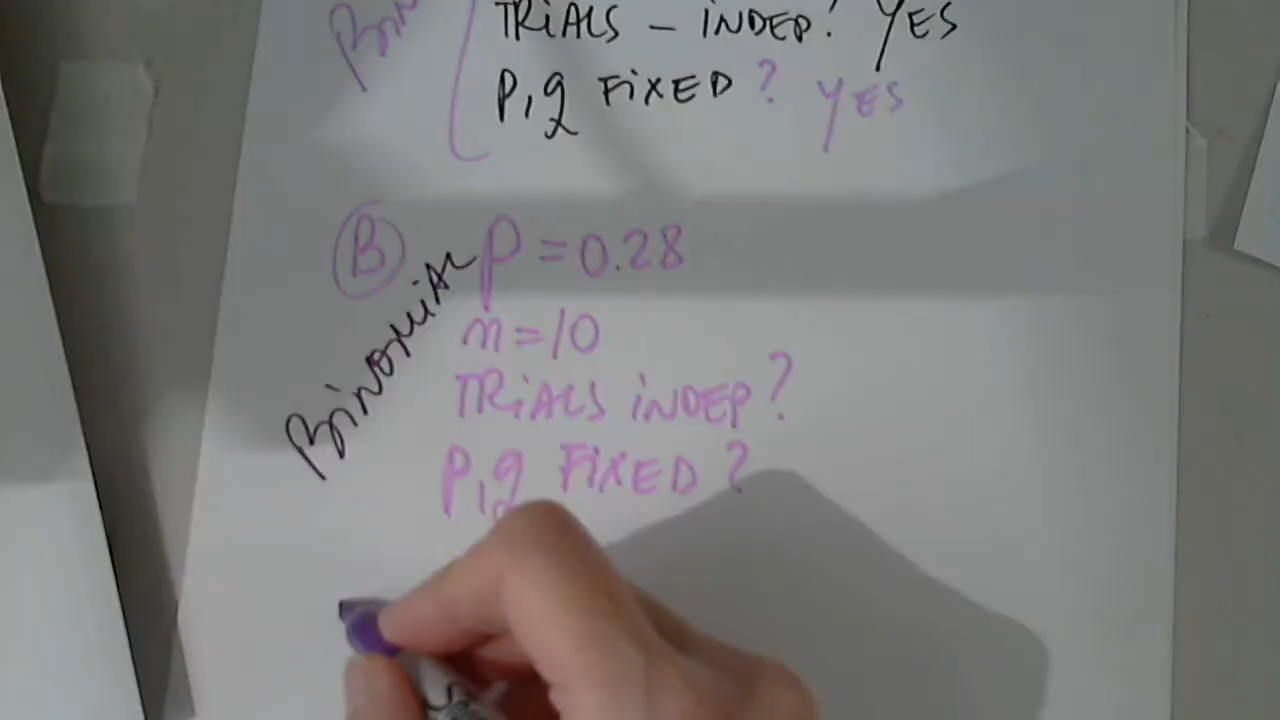 TRIALS - INDEP? YES
P,q FIXED? YES
B P = 0.28
n = 10
TRIALS INDEP?
P,q FIXED?
Binomial